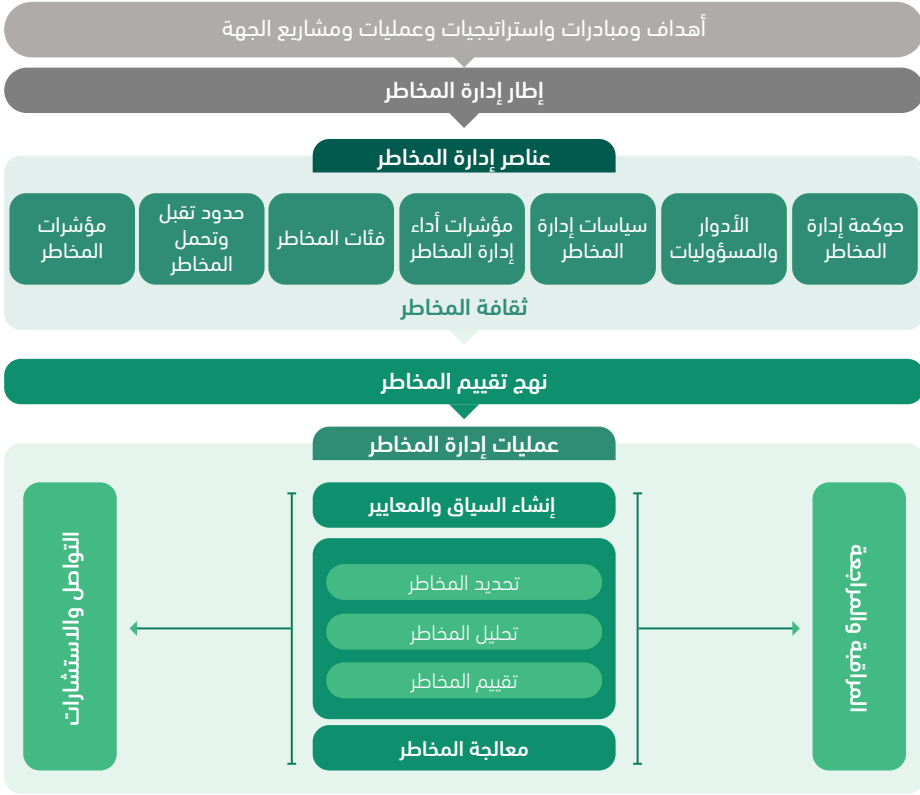 أهداف ومبادرات واستراتيجيات وعمليات ومشاريع الجهة
إطار إدارة المخاطر
عناصر إدارة المخاطر
حوكمة إدارة
المخاطر
الأدوار
والمسؤوليات
سياسات إدارة
المخاطر
مؤشرات أداء
إدارة المخاطر
فئات المخاطر
حدود تقبل
وتحمل
المخاطر
مؤشرات
المخاطر
ثقافة المخاطر
نهج تقييم المخاطر
عمليات إدارة المخاطر
المراقبة والمراجعة
إنشاء السياق والمعايير
تحديد المخاطر
تحليل المخاطر
تقييم المخاطر
معالجة المخاطر
التواصل والاستشارات